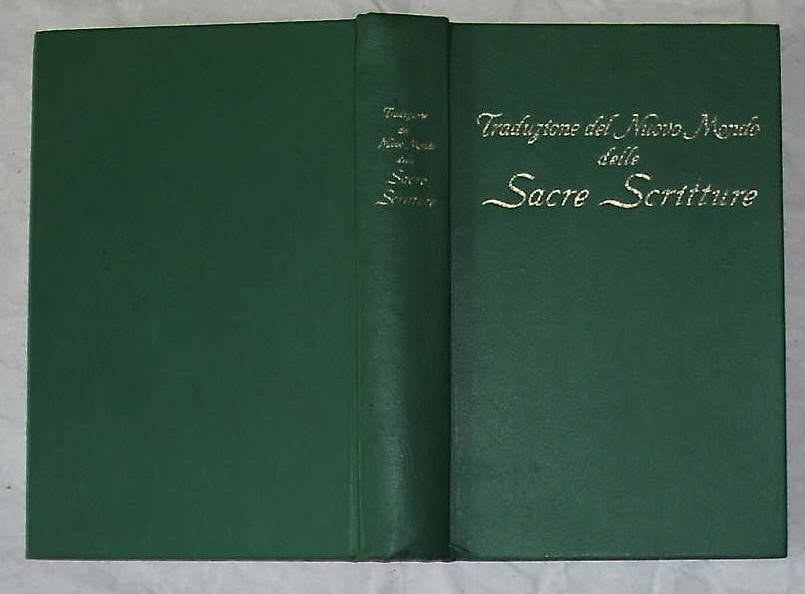 Traduzione
del
Nuovo Mondo
delle
Sacre
Scritture
Traduzione del Nuovo Mondo
delle
Sacre Scritture